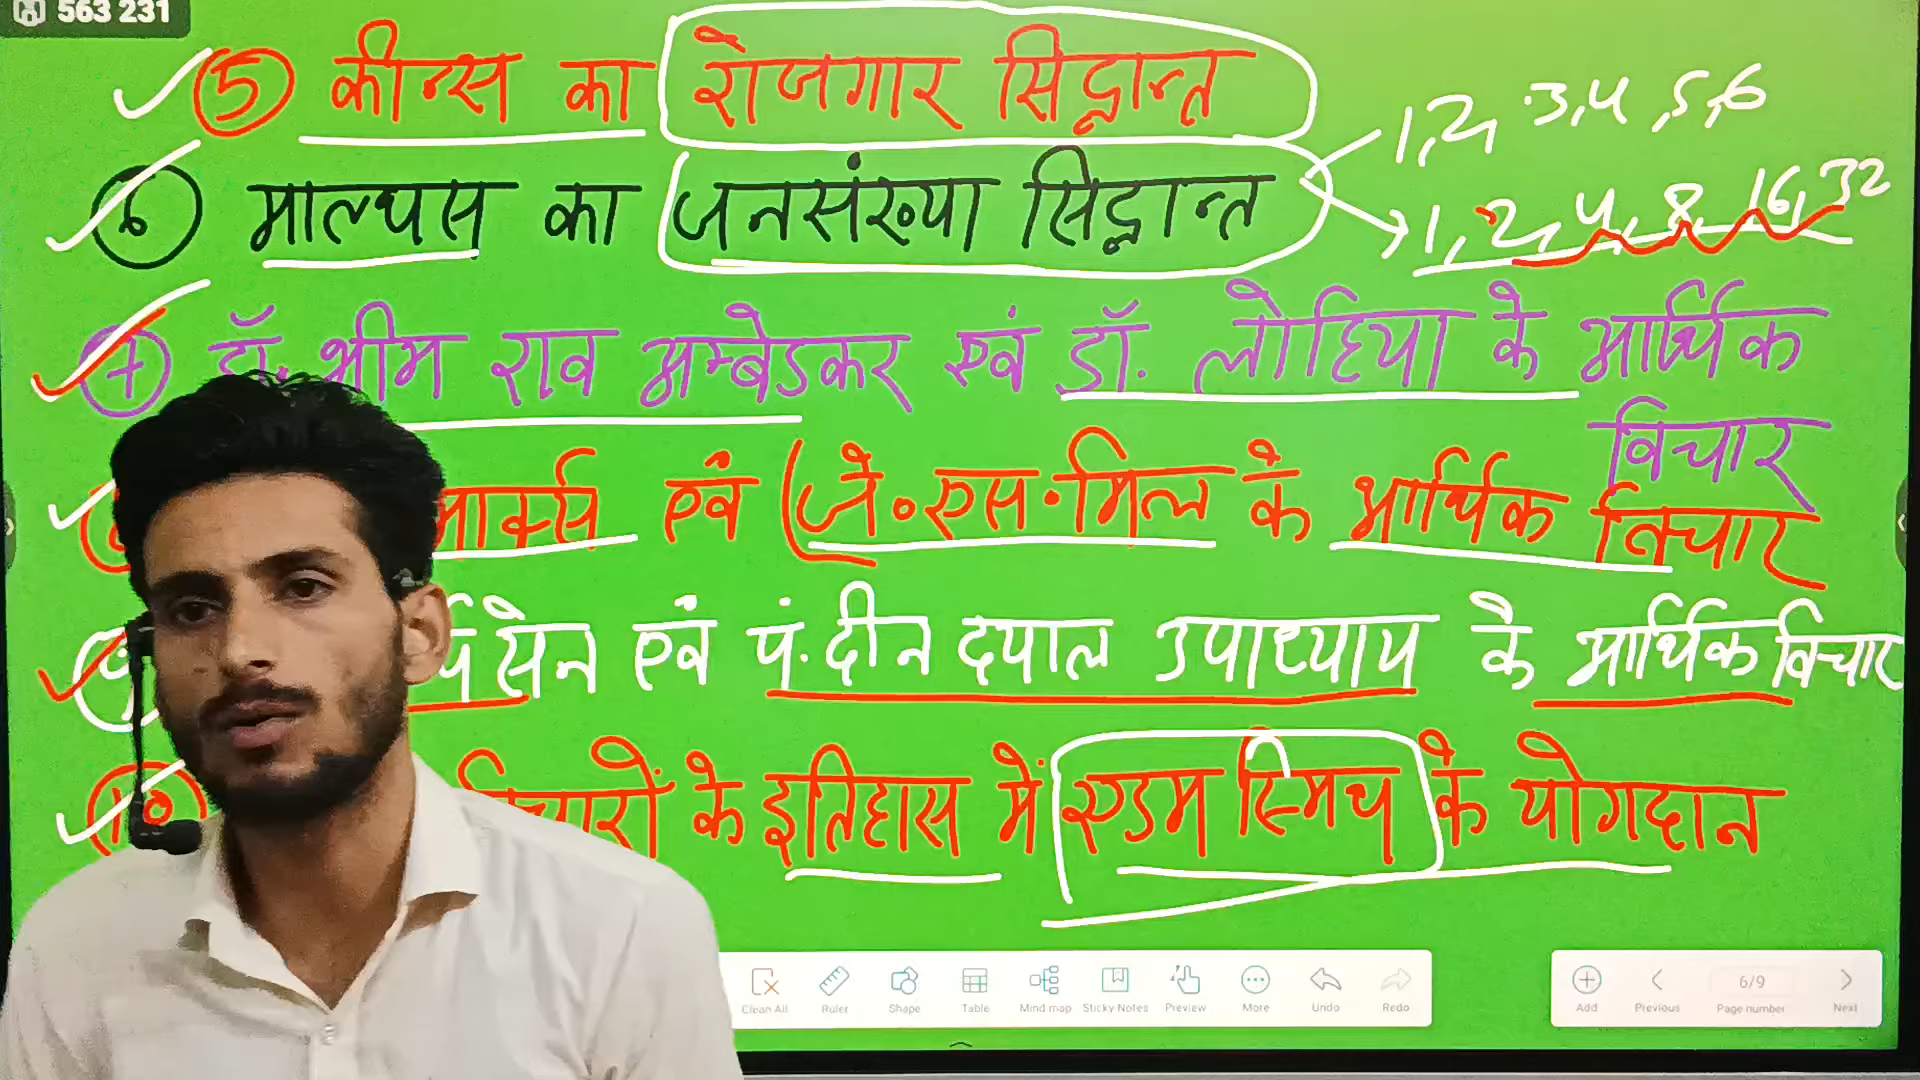 563 231
5 कीन्स का रोजगार सिद्धान्त
1, 2, 3, 4, 5, 6
6 माल्थस का जनसंख्या सिद्धान्त
1, 2, 4, 8, 16, 32
7 डॉ. भीम राव अम्बेडकर एवं डॉ. लोहिया के आर्थिक
विचार
मार्क्स एवं (जे॰ एस॰ मिल के आर्थिक विचार
सेन एवं पं. दीन दयाल उपाध्याय के आर्थिक विचार
10 के इतिहास में एडम स्मिथ के योगदान
Clean All Ruler Shape Table Mind map Sticky Notes Preview More Undo Redo
Add Previous 6/9 Page number Next